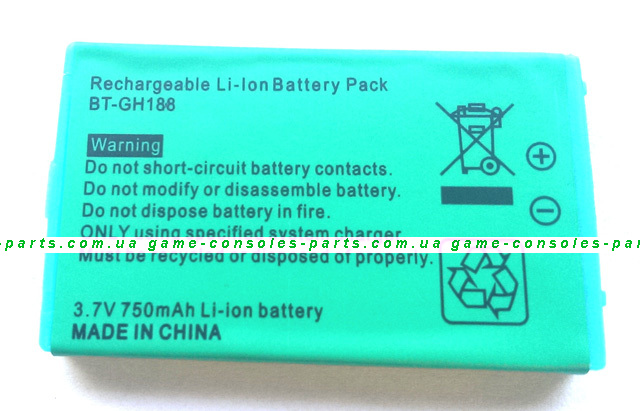 Rechargeable Li-Ion Battery Pack
BT-GH188
Warning
Do not short-circuit battery contacts.
Do not modify or disassemble battery.
Do not dispose battery in fire.
ONLY using specified system charger
-parts.com.ua game-consoles-parts.com.ua game-consoles-par
Must be recycled or disposed of properly.
3.7V 750mAh Li-ion battery
MADE IN CHINA